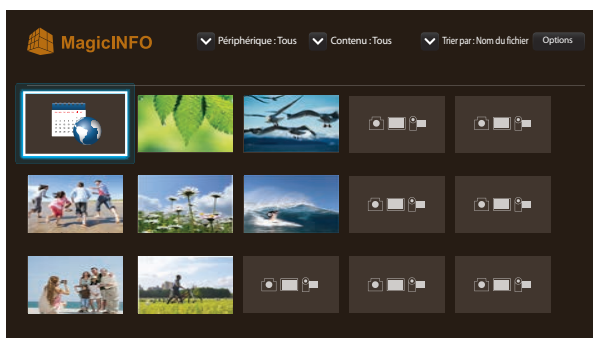 MagicINFO
Périphérique : Tous
Contenu : Tous
Trier par : Nom du fichier
Options